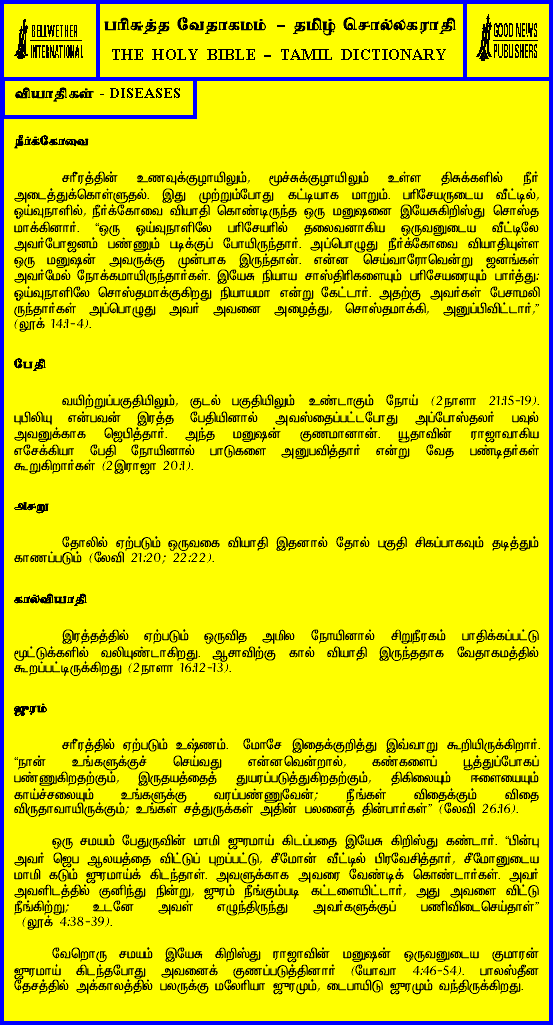 BELLWETHER
INTERNATIONAL
பரிசுத்த வேதாகமம் – தமிழ் சொல்லகராதி
THE HOLY BIBLE – TAMIL DICTIONARY
GOOD NEWS
PUBLISHERS
வியாதிகள் - DISEASES
நீர்க்கோவை
சரீரத்தின் உணவுக்குழாயிலும், மூச்சுக்குழாயிலும் உள்ள திசுக்களில் நீர்
அடைத்துக்கொள்ளுதல். இது முற்றும்போது கட்டியாக மாறும். பரிசேயருடைய வீட்டில்,
ஓய்வுநாளில், நீர்க்கோவை வியாதி கொண்டிருந்த ஒரு மனுஷனை இயேசுகிறிஸ்து சொஸ்த
மாக்கினார். “ஒரு ஓய்வுநாளிலே பரிசேயரில் தலைவனாகிய ஒருவனுடைய வீட்டிலே
அவர்போஜனம் பண்ணும் படிக்குப் போயிருந்தார். அப்பொழுது நீர்க்கோவை வியாதியுள்ள
ஒரு மனுஷன் அவருக்கு முன்பாக இருந்தான். என்ன செய்வாரோவென்று ஜனங்கள்
அவர்மேல் நோக்கமாயிருந்தார்கள். இயேசு நியாய சாஸ்திரிகளையும் பரிசேயரையும் பார்த்து:
ஓய்வுநாளிலே சொஸ்தமாக்குகிறது நியாயமா என்று கேட்டார். அதற்கு அவர்கள் பேசாமலி
ருந்தார்கள் அப்பொழுது அவர் அவனை அழைத்து, சொஸ்தமாக்கி, அனுப்பிவிட்டார்,”
(லூக் 14:1-4).
பேதி
வயிற்றுப்பகுதியிலும், குடல் பகுதியிலும் உண்டாகும் நோய் (2நாளா 21:15-19).
புபிலியு என்பவன் இரத்த பேதியினால் அவஸ்தைப்பட்டபோது அப்போஸ்தலர் பவுல்
அவனுக்காக ஜெபித்தார். அந்த மனுஷன் குணமானான். யூதாவின் ராஜாவாகிய
எசேக்கியா பேதி நோயினால் பாடுகளை அனுபவித்தார் என்று வேத பண்டிதர்கள்
கூறுகிறார்கள் (2இராஜா 20:1).
அசறு
தோலில் ஏற்படும் ஒருவகை வியாதி இதனால் தோல் பகுதி சிகப்பாகவும் தடித்தும்
காணப்படும் (லேவி 21:20; 22:22).
கால்வியாதி
இரத்தத்தில் ஏற்படும் ஒருவித அமில நோயினால் சிறுநீரகம் பாதிக்கப்பட்டு
மூட்டுக்களில் வலியுண்டாகிறது. ஆசாவிற்கு கால் வியாதி இருந்ததாக வேதாகமத்தில்
கூறப்பட்டிருக்கிறது (2நாளா 16:12-13).
ஜுரம்
சரீரத்தில் ஏற்படும் உஷ்ணம். மோசே இதைக்குறித்து இவ்வாறு கூறியிருக்கிறார்.
“நான் உங்களுக்குச் செய்வது என்னவென்றால், கண்களைப் பூத்துப்போகப்
பண்ணுகிறதற்கும், இருதயத்தைத் துயரப்படுத்துகிறதற்கும், திகிலையும் ஈளையையும்
காய்ச்சலையும் உங்களுக்கு வரப்பண்ணுவேன்; நீங்கள் விதைக்கும் விதை
விருதாவாயிருக்கும்; உங்கள் சத்துருக்கள் அதின் பலனைத் தின்பார்கள்” (லேவி 26:16).
ஒரு சமயம் பேதுருவின் மாமி ஜுரமாய் கிடப்பதை இயேசு கிறிஸ்து கண்டார். “பின்பு
அவர் ஜெப ஆலயத்தை விட்டுப் புறப்பட்டு, சீமோன் வீட்டில் பிரவேசித்தார், சீமோனுடைய
மாமி கடும் ஜுரமாய்க் கிடந்தாள். அவளுக்காக அவரை வேண்டிக் கொண்டார்கள். அவர்
அவளிடத்தில் குனிந்து நின்று, ஜுரம் நீங்கும்படி கட்டளையிட்டார், அது அவளை விட்டு
நீங்கிற்று; உடனே அவள் எழுந்திருந்து அவர்களுக்குப் பணிவிடைசெய்தாள்”
(லூக் 4:38-39).
வேறொரு சமயம் இயேசு கிறிஸ்து ராஜாவின் மனுஷன் ஒருவனுடைய குமாரன்
ஜுரமாய் கிடந்தபோது அவனைக் குணப்படுத்தினார் (யோவா 4:46-54). பாலஸ்தீன
தேசத்தில் அக்காலத்தில் பலருக்கு மலேரியா ஜுரமும், டைபாயிடு ஜுரமும் வந்திருக்கிறது.